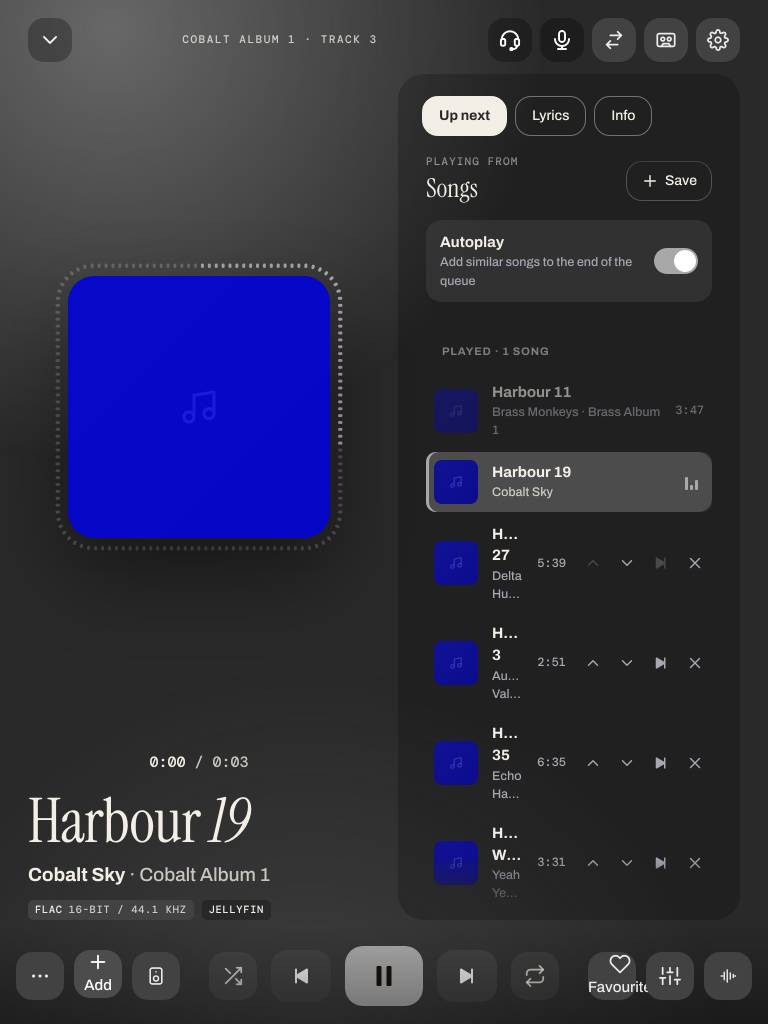 COBALT ALBUM 1 · TRACK 3
Up next
Lyrics
Info
PLAYING FROM
Songs
Save
Autoplay
Add similar songs to the end of the
queue
PLAYED · 1 SONG
Harbour 11
Brass Monkeys · Brass Album
1
3:47
Harbour 19
Cobalt Sky
H...
27
Delta
Hu...
5:39
H...
3
Au...
Val...
2:51
H...
35
Echo
Ha...
6:35
H...
W...
Yeah
Ye...
3:31
0:00 / 0:03
Harbour 19
Cobalt Sky · Cobalt Album 1
FLAC 16-BIT / 44.1 KHZ
JELLYFIN
Add
Favourite